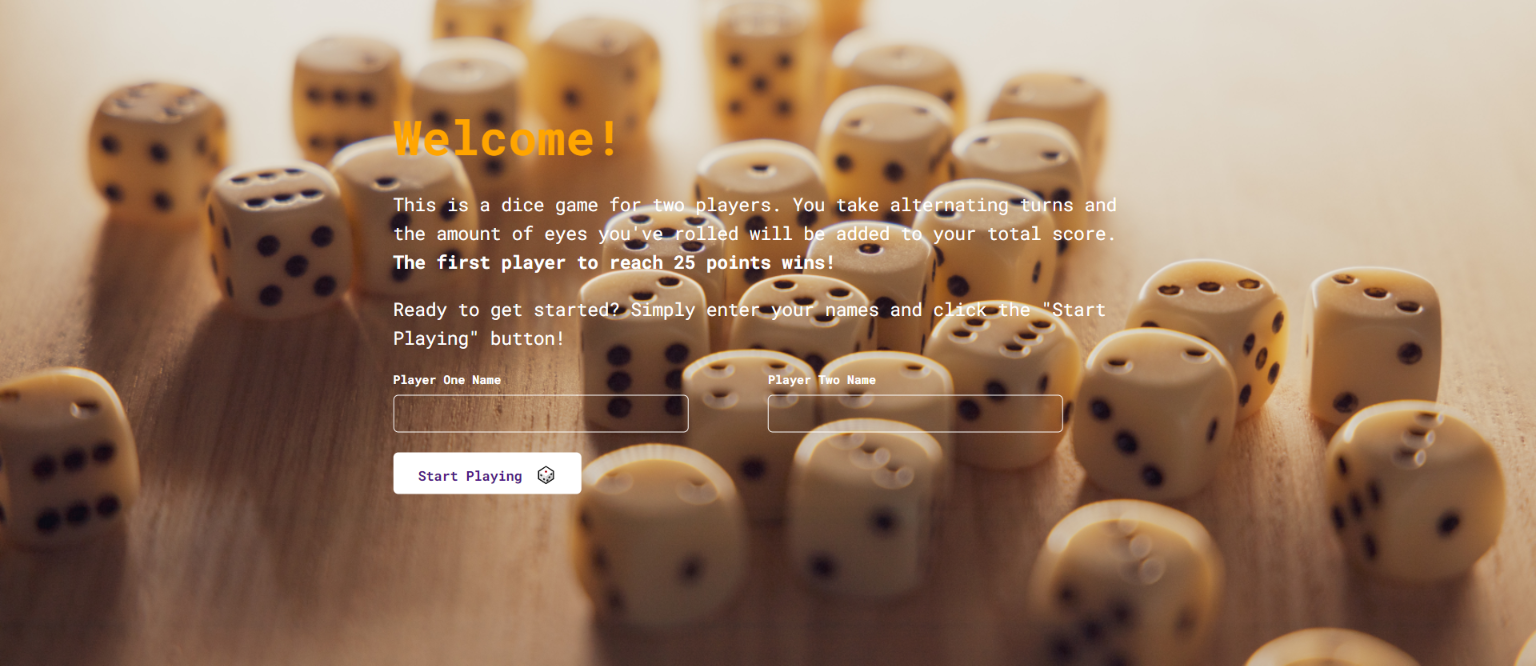 Welcome!
This is a dice game for two players. You take alternating turns and
the amount of eyes you've rolled will be added to your total score.
The first player to reach 25 points wins!
Ready to get started? Simply enter your names and click the "Start
Playing" button!
Player One Name
Player Two Name
Start Playing